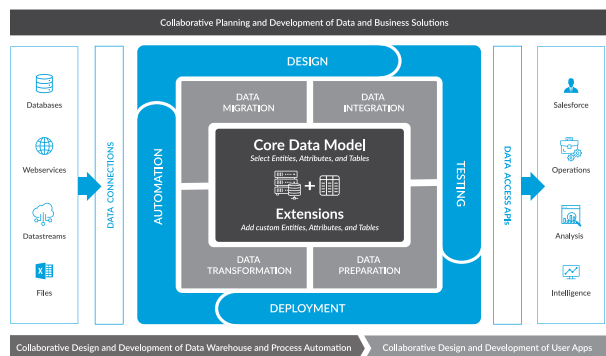 Collaborative Planning and Development of Data and Business Solutions
Databases
Webservices
Datastreams
X
Files
DATA CONNECTIONS
DESIGN
AUTOMATION
TESTING
DEPLOYMENT
DATA
MIGRATION
DATA
INTEGRATION
Core Data Model
Select Entities, Attributes, and Tables
+
Extensions
Add custom Entities, Attributes, and Tables
DATA
TRANSFORMATION
DATA
PREPARATION
DATA ACCESS APIs
Salesforce
Operations
Analysis
Intelligence
Collaborative Design and Development of Data Warehouse and Process Automation
Collaborative Design and Development of User Apps